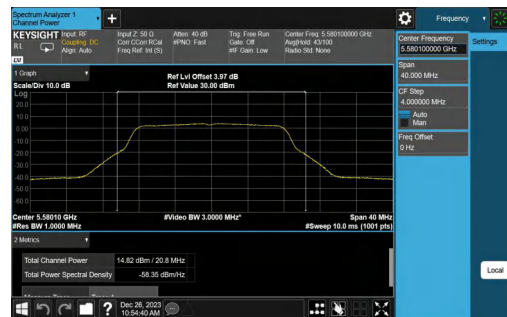 Spectrum Analyzer 1
Channel Power
+
Frequency
KEYSIGHT
RL
Input: RF
Coupling: DC
Align: Auto
Input Z: 50 Ω
Corr CCorr RCal
Freq Ref: Int (S)
Atten: 40 dB
#PNO: Fast
Trig: Free Run
Gate: Off
#IF Gain: Low
Center Freq: 5.580100000 GHz
Avg|Hold: 43/100
Radio Std: None
Center Frequency
5.580100000 GHz
Settings
Span
40.000 MHz
CF Step
4.000000 MHz
Auto
Man
Freq Offset
0 Hz
LV
1 Graph
Scale/Div 10.0 dB
Ref Lvl Offset 3.97 dB
Ref Value 30.00 dBm
Log
20.0
10.0
0.00
-10.0
-20.0
-30.0
-40.0
-50.0
-60.0
Center 5.58010 GHz
#Res BW 1.0000 MHz
#Video BW 3.0000 MHz*
Span 40 MHz
#Sweep 10.0 ms (1001 pts)
2 Metrics
Total Channel Power 14.82 dBm / 20.8 MHz
Total Power Spectral Density -58.35 dBm/Hz
Local
?
Dec 26, 2023
10:54:40 AM